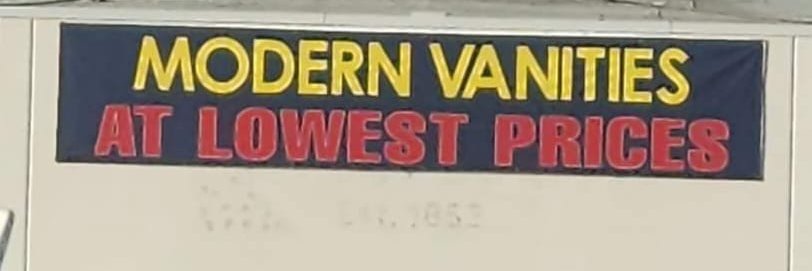 MODERN VANITIES
AT LOWEST PRICES